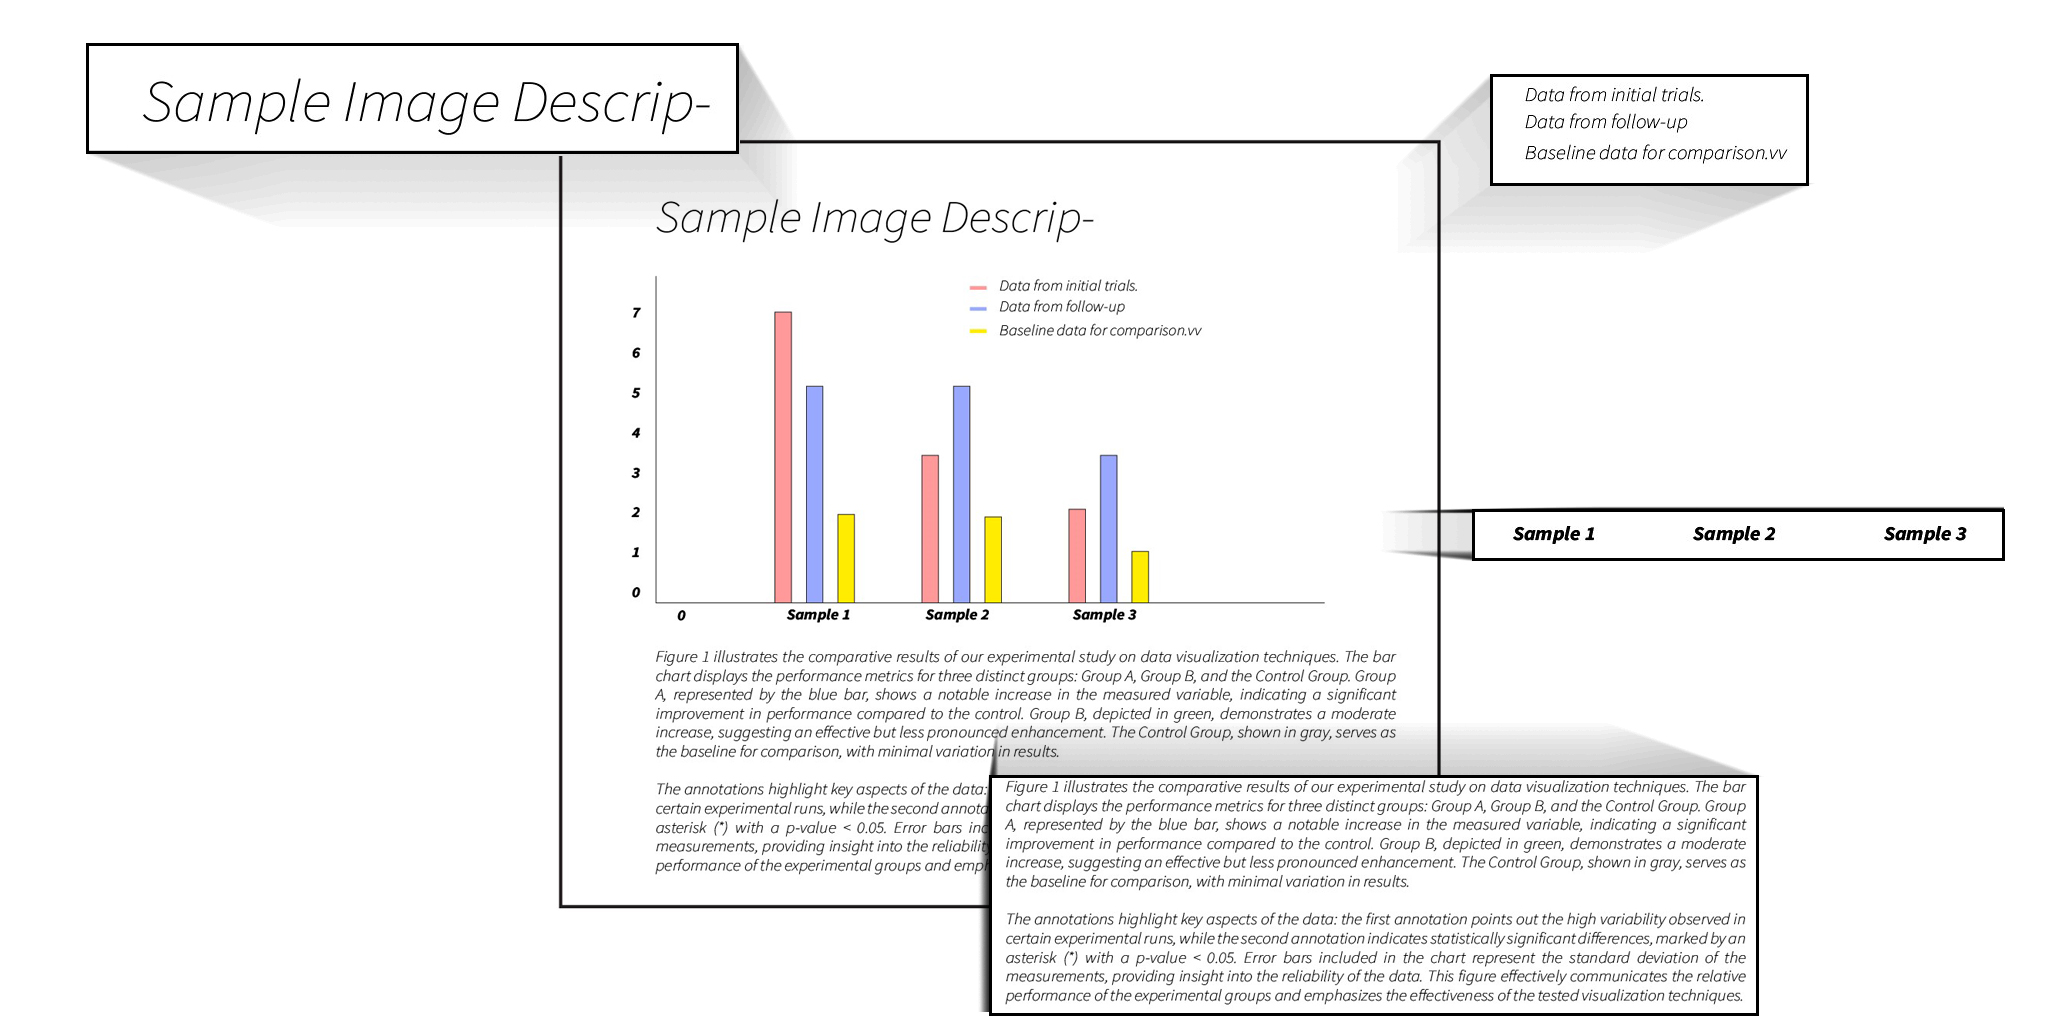 Sample Image Descrip-
Data from initial trials.
Data from follow-up
Baseline data for comparison.vv
Sample Image Descrip-
Data from initial trials.
Data from follow-up
Baseline data for comparison.vv
7
6
5
4
3
2
1
0
0 Sample 1 Sample 2 Sample 3
Sample 1 Sample 2 Sample 3
Figure 1 illustrates the comparative results of our experimental study on data visualization techniques. The bar
chart displays the performance metrics for three distinct groups: Group A, Group B, and the Control Group. Group
A, represented by the blue bar, shows a notable increase in the measured variable, indicating a significant
improvement in performance compared to the control. Group B, depicted in green, demonstrates a moderate
increase, suggesting an effective but less pronounced enhancement. The Control Group, shown in gray, serves as
the baseline for comparison, with minimal variation in results.
The annotations highlight key aspects of the data:
certain experimental runs, while the second annota
asterisk (*) with a p-value < 0.05. Error bars inc
measurements, providing insight into the reliability
performance of the experimental groups and emph
Figure 1 illustrates the comparative results of our experimental study on data visualization techniques. The bar
chart displays the performance metrics for three distinct groups: Group A, Group B, and the Control Group. Group
A, represented by the blue bar, shows a notable increase in the measured variable, indicating a significant
improvement in performance compared to the control. Group B, depicted in green, demonstrates a moderate
increase, suggesting an effective but less pronounced enhancement. The Control Group, shown in gray, serves as
the baseline for comparison, with minimal variation in results.
The annotations highlight key aspects of the data: the first annotation points out the high variability observed in
certain experimental runs, while the second annotation indicates statistically significant differences, marked by an
asterisk (*) with a p-value < 0.05. Error bars included in the chart represent the standard deviation of the
measurements, providing insight into the reliability of the data. This figure effectively communicates the relative
performance of the experimental groups and emphasizes the effectiveness of the tested visualization techniques.